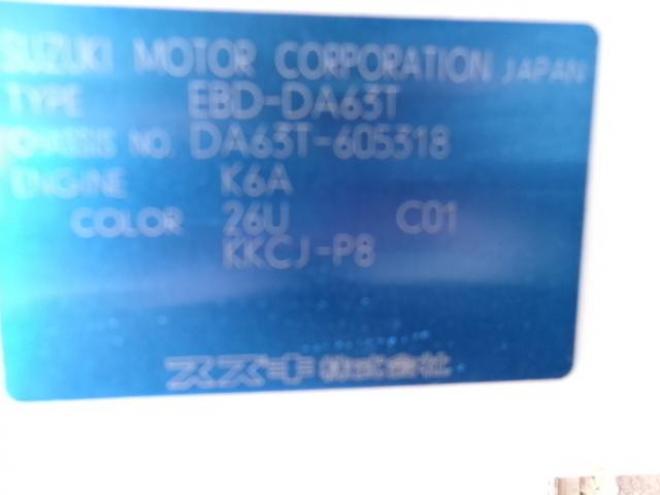 SUZUKI MOTOR CORPORATION JAPAN
TYPE EBD-DA63T
CHASSIS NO. DA63T-605318
ENGINE K6A
COLOR 26U C01
KKCJ-P8
スズキ株式会社